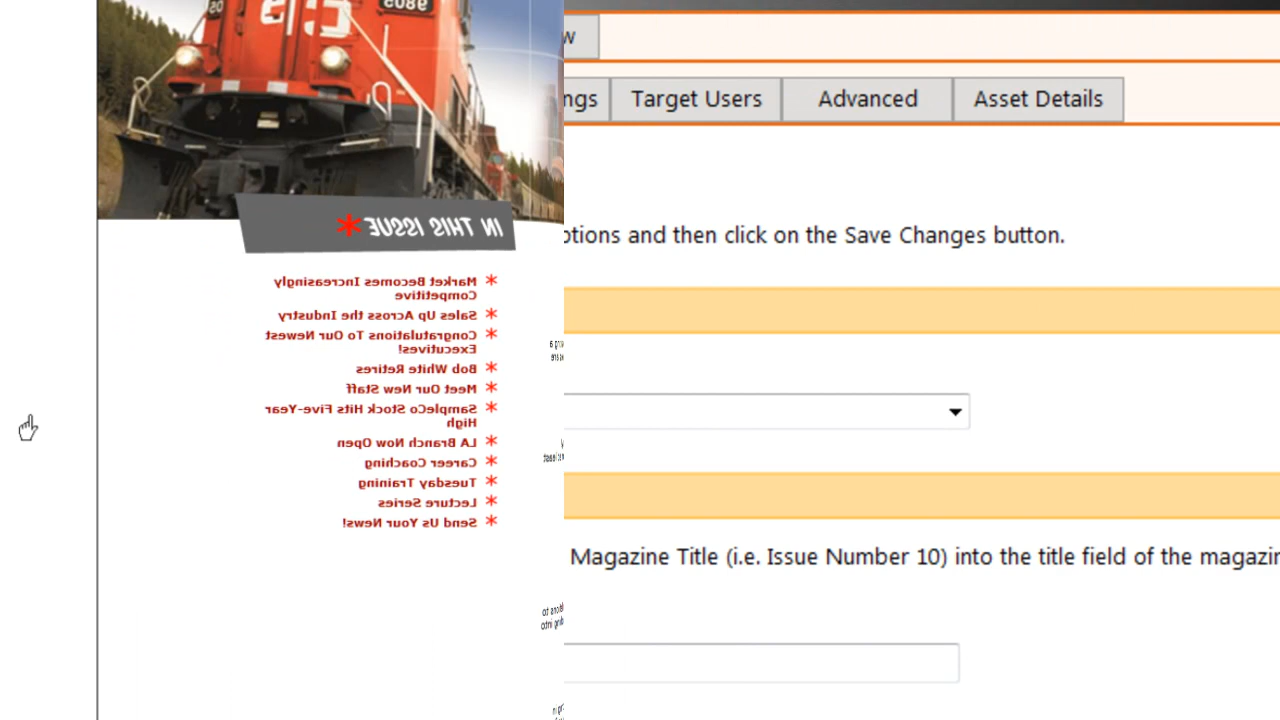 5086
IN THIS ISSUE
* Market Becomes Increasingly
Competitive
* Sales Up Across the Industry
* Congratulations To Our Newest
Executives!
* Bob White Retires
* Meet Our New Staff
* SampleCo Stock Hits Five-Year
High
* LA Branch Now Open
* Career Coaching
* Tuesday Training
* Lecture Series
* Send Us Your News!
w
ngs
Target Users
Advanced
Asset Details
ptions and then click on the Save Changes button.
Magazine Title (i.e. Issue Number 10) into the title field of the magazin